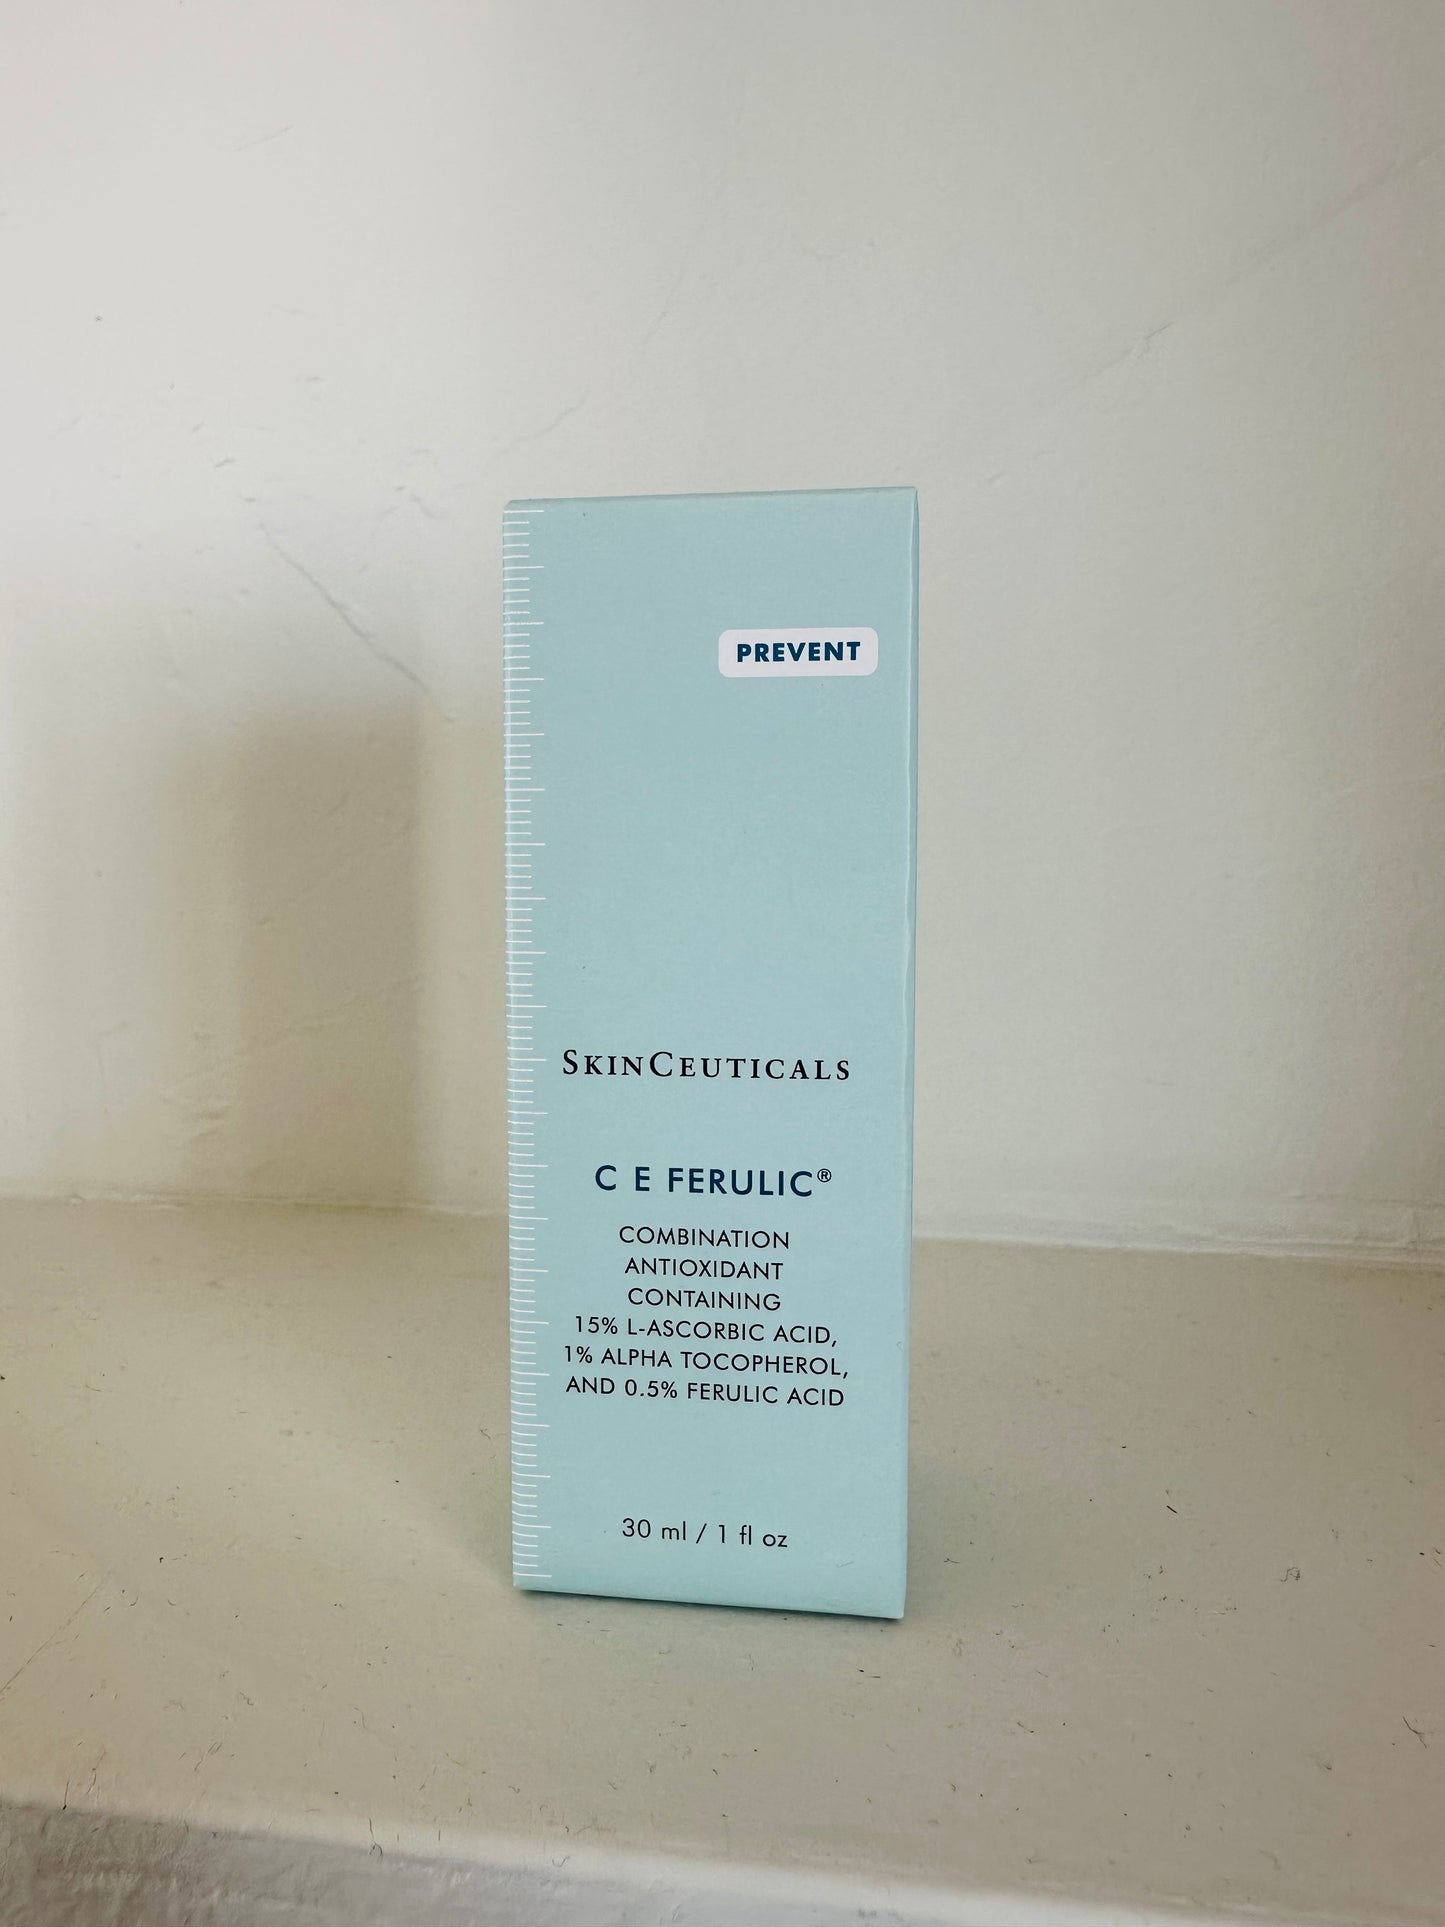 PREVENT
SKINCEUTICALS
C E FERULIC®
COMBINATION
ANTIOXIDANT
CONTAINING
15% L-ASCORBIC ACID,
1% ALPHA TOCOPHEROL,
AND 0.5% FERULIC ACID
30 ml / 1 fl oz